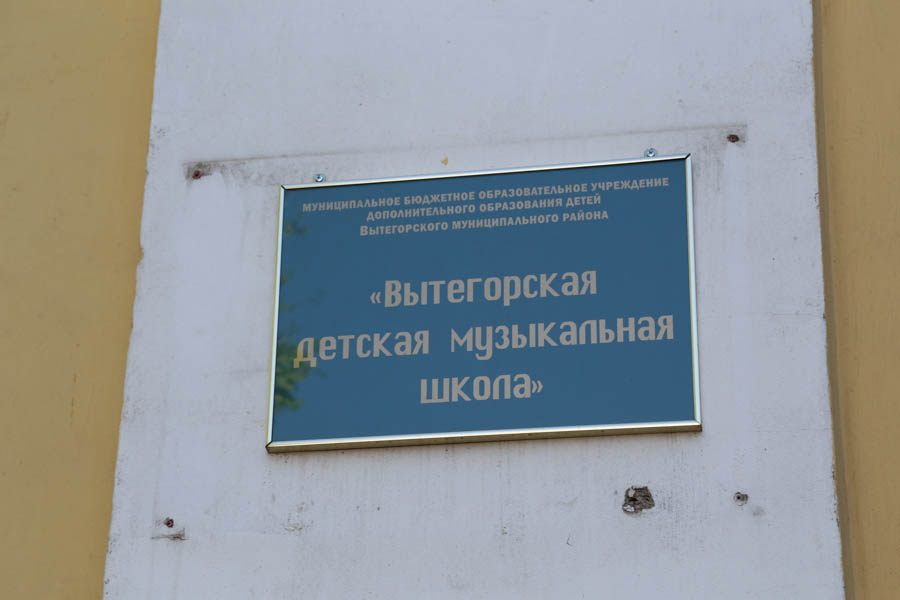 МУНИЦИПАЛЬНОЕ БЮДЖЕТНОЕ ОБРАЗОВАТЕЛЬНОЕ УЧРЕЖДЕНИЕ
ДОПОЛНИТЕЛЬНОГО ОБРАЗОВАНИЯ ДЕТЕЙ
ВЫТЕГОРСКОГО МУНИЦИПАЛЬНОГО РАЙОНА
«ВЫТЕГОРСКАЯ
ДЕТСКАЯ МУЗЫКАЛЬНАЯ
ШКОЛА»